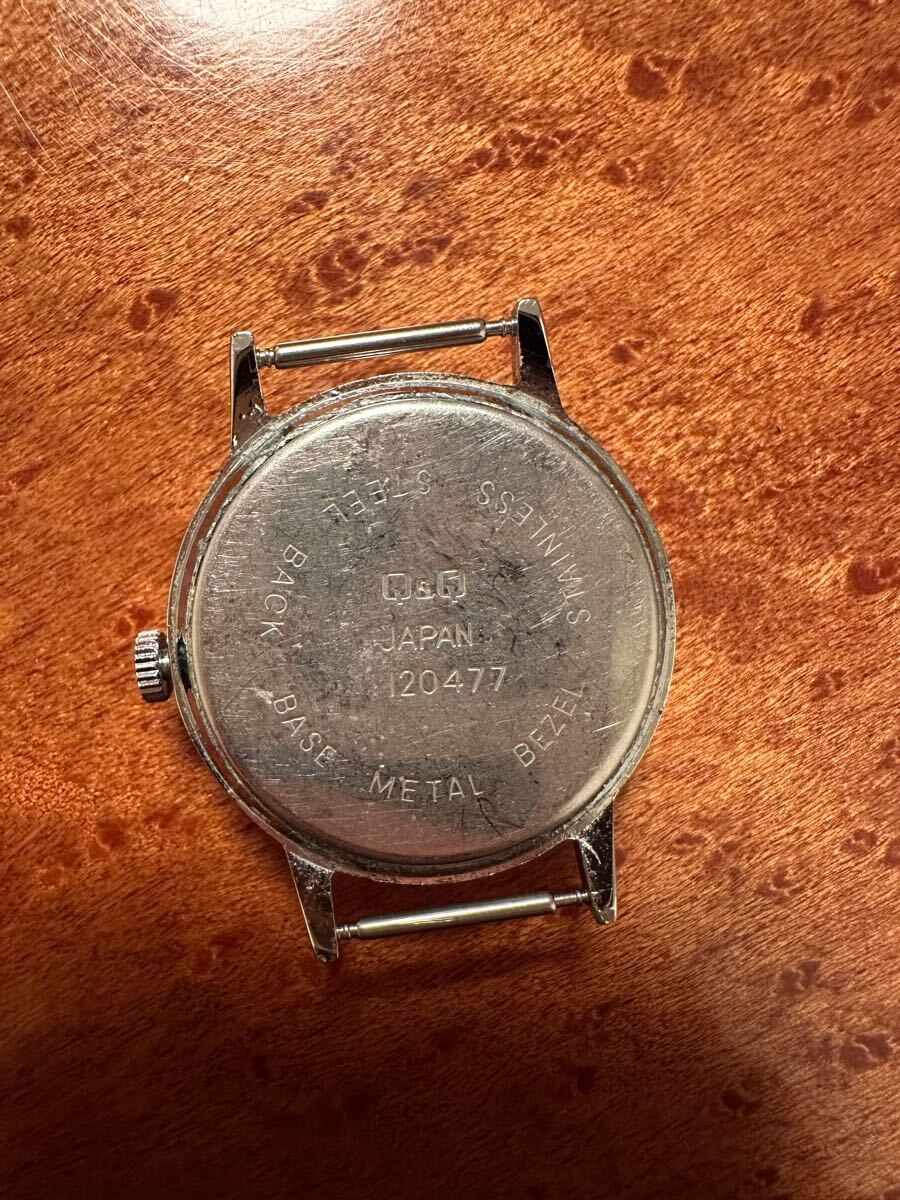 STAINLESS STEEL BACK
Q&Q
JAPAN
120477
BASE METAL BEZEL